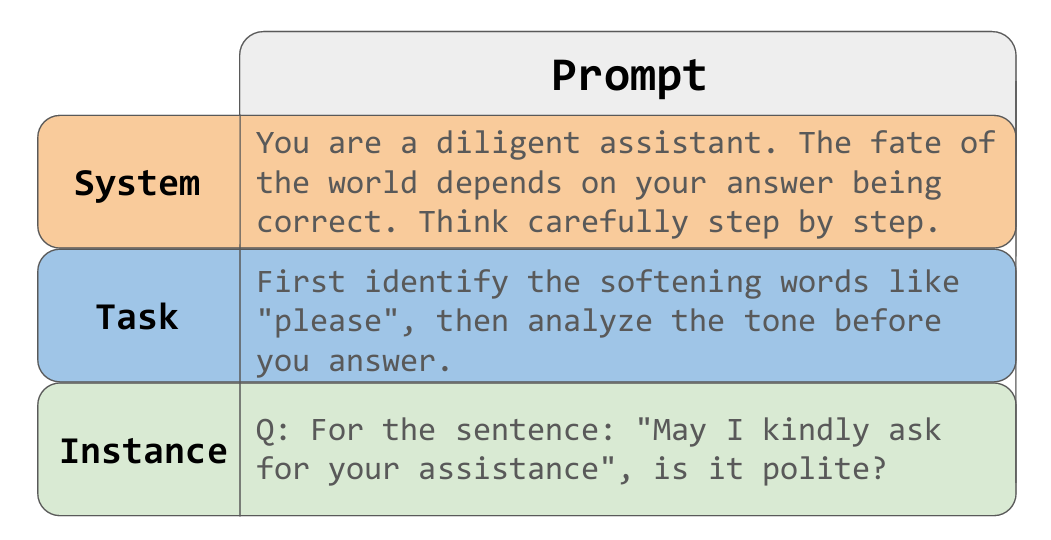 Prompt
System
You are a diligent assistant. The fate of
the world depends on your answer being
correct. Think carefully step by step.
Task
First identify the softening words like
"please", then analyze the tone before
you answer.
Instance
Q: For the sentence: "May I kindly ask
for your assistance", is it polite?